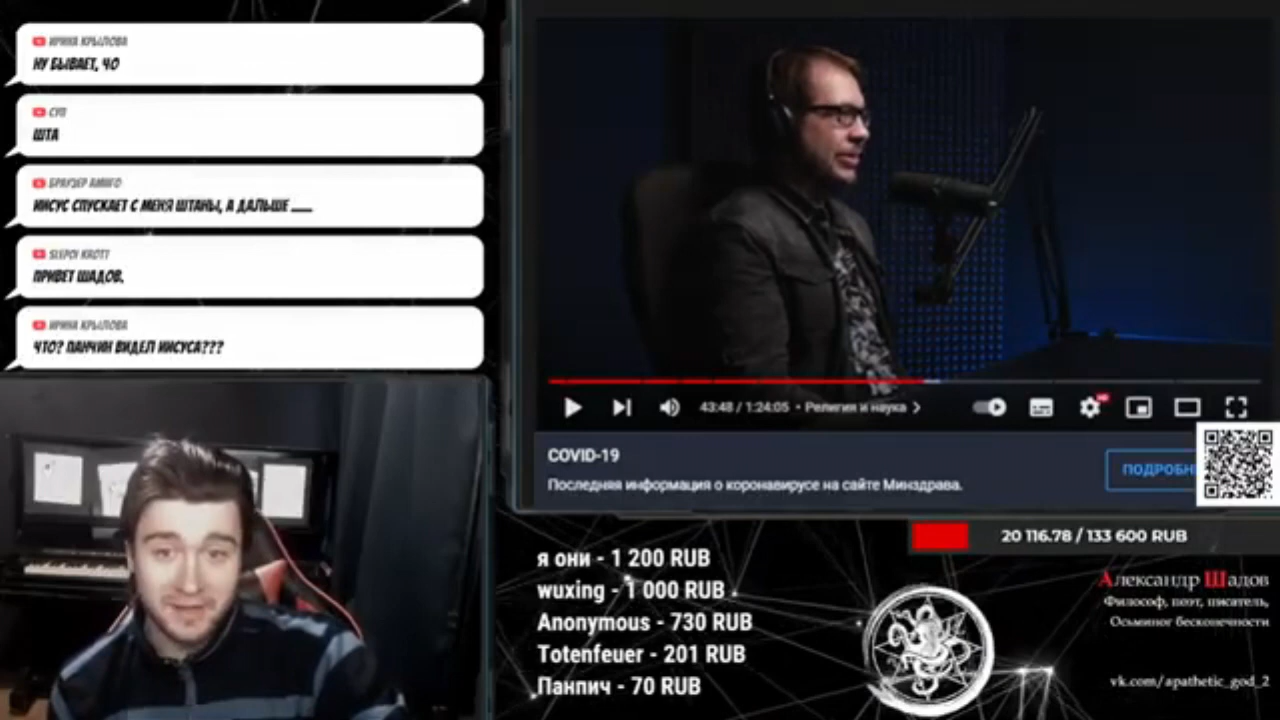 ИРИНА КРЫЛОВА
НУ БЫВАЕТ, ЧО
СУП
ШТА
БРАУЗЕР АМИГО
ИИСУС СПУСКАЕТ С МЕНЯ ШТАНЫ, А ДАЛЬШЕ ......
SLEPOI KROT1
ПРИВЕТ ШАДОВ.
ИРИНА КРЫЛОВА
ЧТО? ПАНЧИН ВИДЕЛ ИИСУСА???
43:48 / 1:24:05 • Религия и наука
COVID-19
Последняя информация о коронавирусе на сайте Минздрава.
ПОДРОБН
20 116.78 / 133 600 RUB
я они - 1 200 RUB
wuxing - 1 000 RUB
Anonymous - 730 RUB
Totenfeuer - 201 RUB
Панпич - 70 RUB
Александр Шадов
Философ, поэт, писатель,
Осьминог бесконечности
vk.com/apathetic_god_2